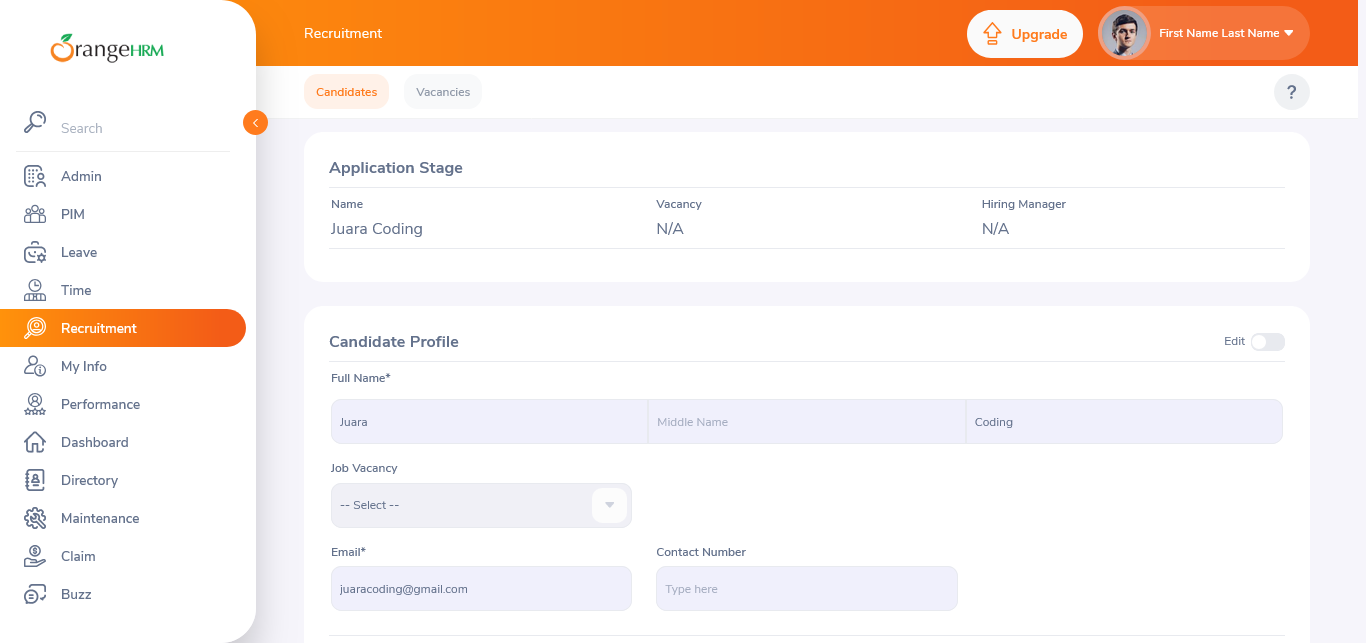 OrangeHRM
Search
Admin
PIM
Leave
Time
Recruitment
My Info
Performance
Dashboard
Directory
Maintenance
Claim
Buzz
Recruitment
Upgrade
First Name Last Name
Candidates
Vacancies
?
Application Stage
Name Vacancy Hiring Manager
Juara Coding N/A N/A
Candidate Profile Edit
Full Name*
Juara Middle Name Coding
Job Vacancy
-- Select --
Email* Contact Number
juaracoding@gmail.com Type here